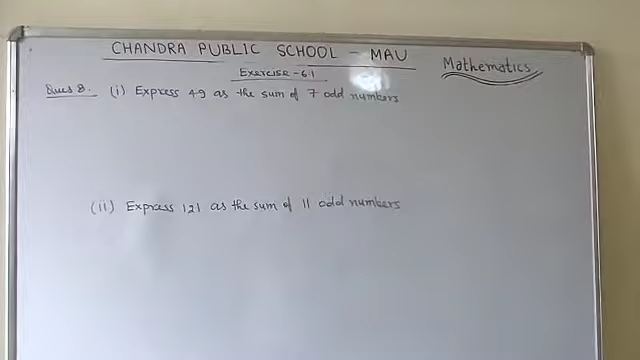 CHANDRA PUBLIC SCHOOL - MAU
Mathematics
Exercise-6.1
Ques 8. (i) Express 49 as the sum of 7 odd numbers
(ii) Express 121 as the sum of 11 odd numbers